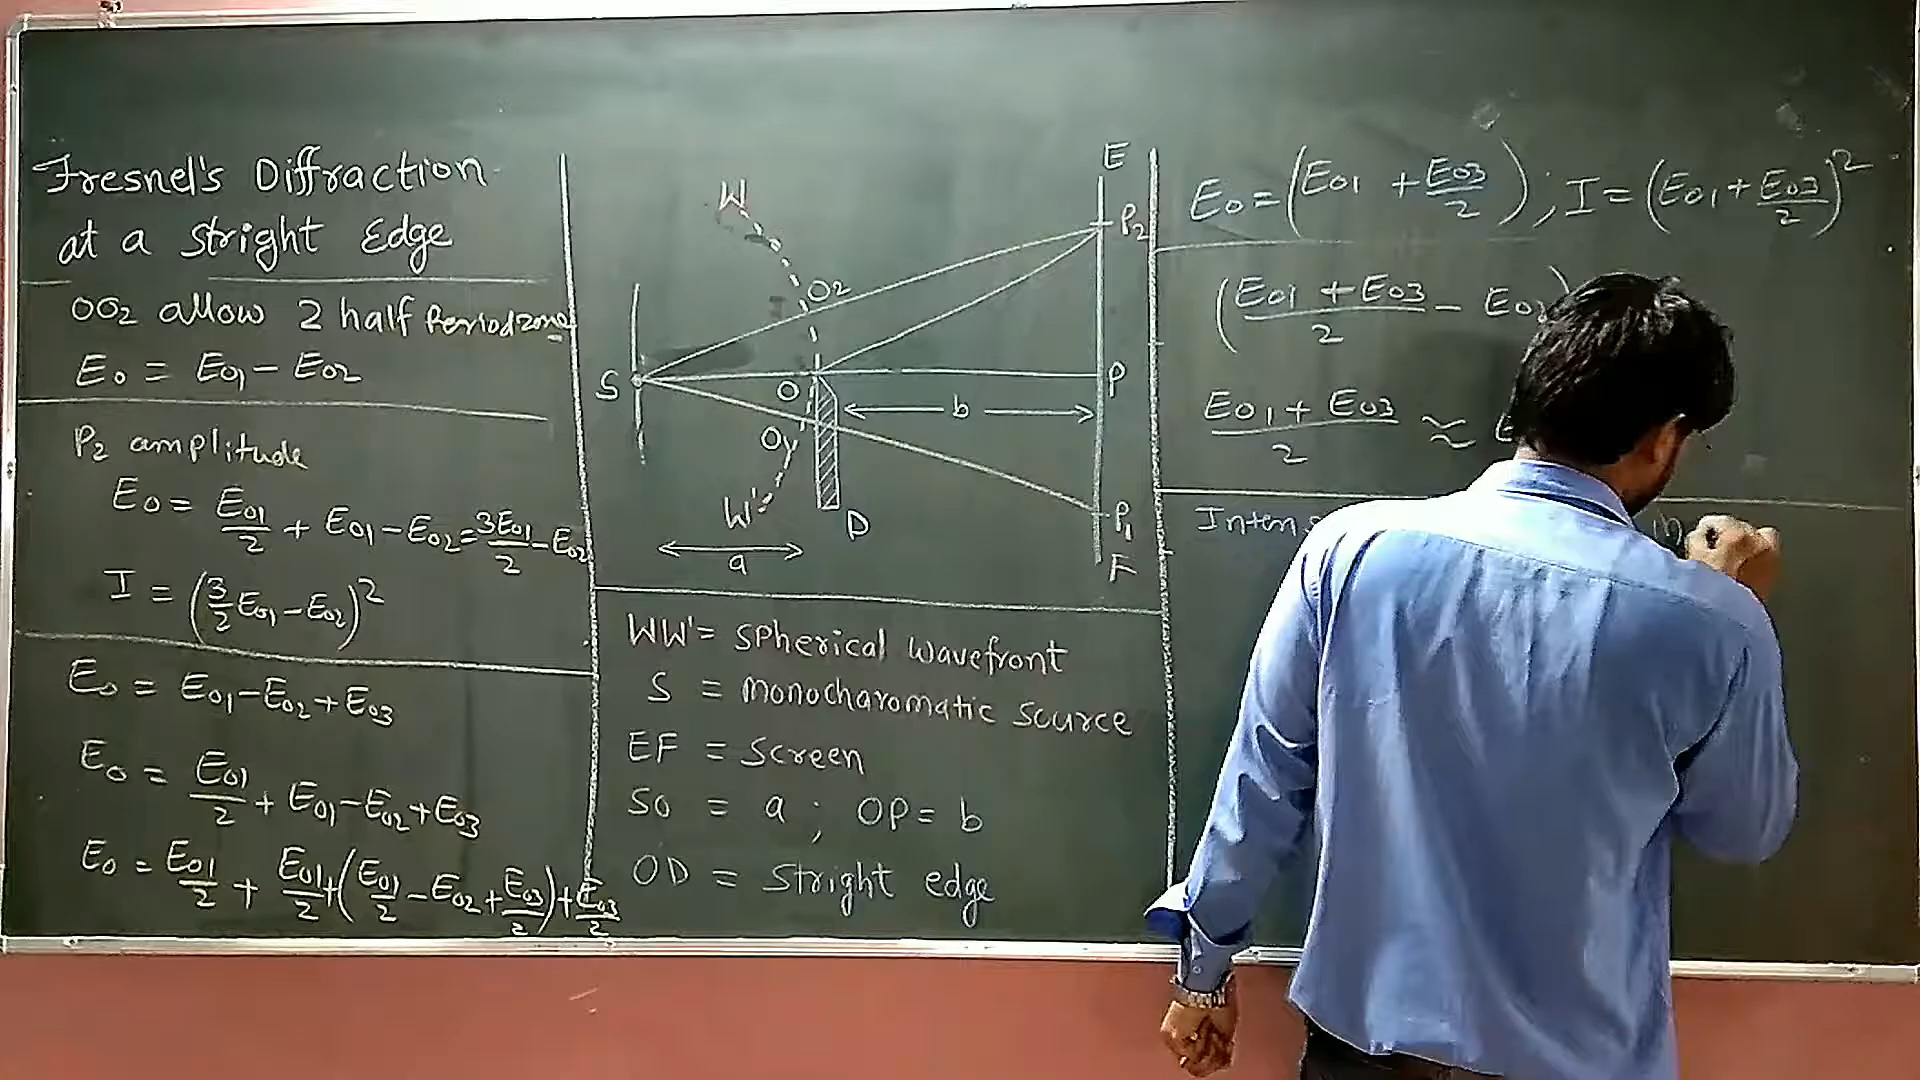 Fresnel's Diffraction
at a Stright Edge
OO2 allow 2 half Periodzone
E0 = E01 - E02
P2 amplitude
E0 = E01/2 + E01 - E02 = 3E01/2 - E02
I = (3/2 E01 - E02)^2
E0 = E01 - E02 + E03
E0 = E01/2 + E01 - E02 + E03
E0 = E01/2 + E01/2 + (E01/2 - E02 + E03/2) + E03/2
W
E
P2
O2
S
O
P
b
O1
W'
D
P1
a
F
WW' = Spherical wavefront
S = monocharomatic source
EF = Screen
SO = a ; OP = b
OD = Stright edge
E0 = (E01 + E03/2) ; I = (E01 + E03/2)^2
(E01 + E03/2 - E0
E01 + E03/2 ≈